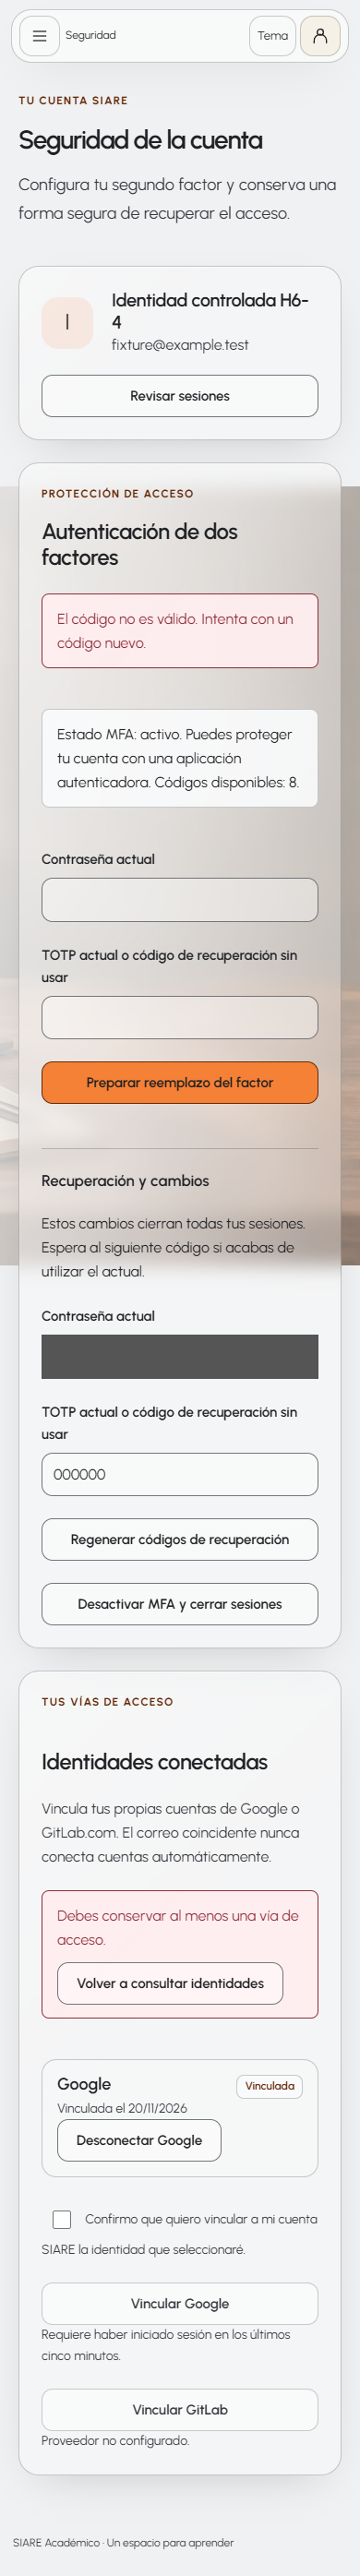 Seguridad
Tema
TU CUENTA SIARE
Seguridad de la cuenta
Configura tu segundo factor y conserva una
forma segura de recuperar el acceso.
I
Identidad controlada H6-
4
fixture@example.test
Revisar sesiones
PROTECCIÓN DE ACCESO
Autenticación de dos
factores
El código no es válido. Intenta con un
código nuevo.
Estado MFA: activo. Puedes proteger
tu cuenta con una aplicación
autenticadora. Códigos disponibles: 8.
Contraseña actual
TOTP actual o código de recuperación sin
usar
Preparar reemplazo del factor
Recuperación y cambios
Estos cambios cierran todas tus sesiones.
Espera al siguiente código si acabas de
utilizar el actual.
Contraseña actual
TOTP actual o código de recuperación sin
usar
000000
Regenerar códigos de recuperación
Desactivar MFA y cerrar sesiones
TUS VÍAS DE ACCESO
Identidades conectadas
Vincula tus propias cuentas de Google o
GitLab.com. El correo coincidente nunca
conecta cuentas automáticamente.
Debes conservar al menos una vía de
acceso.
Volver a consultar identidades
Google
Vinculada
Vinculada el 20/11/2026
Desconectar Google
Confirmo que quiero vincular a mi cuenta
SIARE la identidad que seleccionaré.
Vincular Google
Requiere haber iniciado sesión en los últimos
cinco minutos.
Vincular GitLab
Proveedor no configurado.
SIARE Académico · Un espacio para aprender